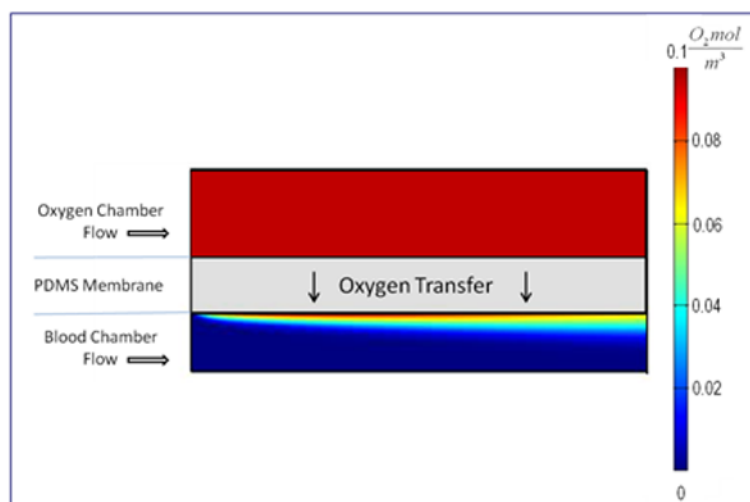 0.1 O₂mol
m³
0.08
Oxygen Chamber
Flow
0.06
PDMS Membrane
Oxygen Transfer
0.04
Blood Chamber
Flow
0.02
0